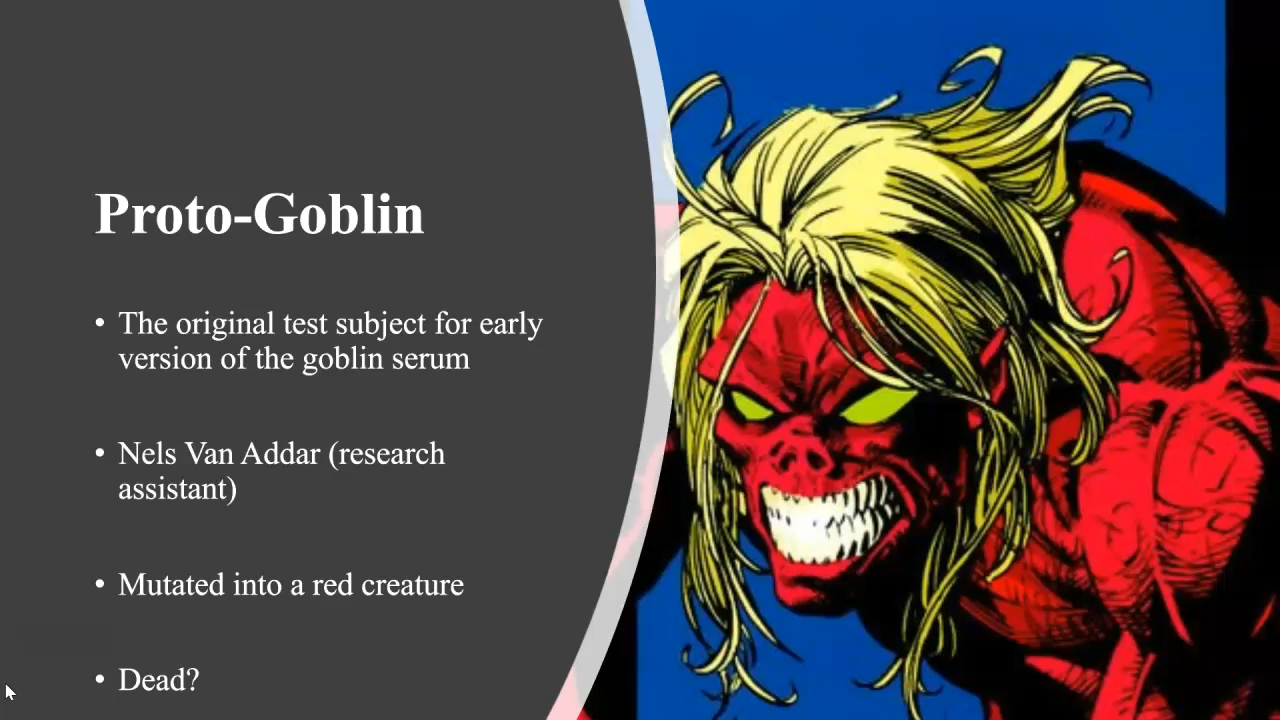 Proto-Goblin
• The original test subject for early
version of the goblin serum
• Nels Van Addar (research
assistant)
• Mutated into a red creature
• Dead?